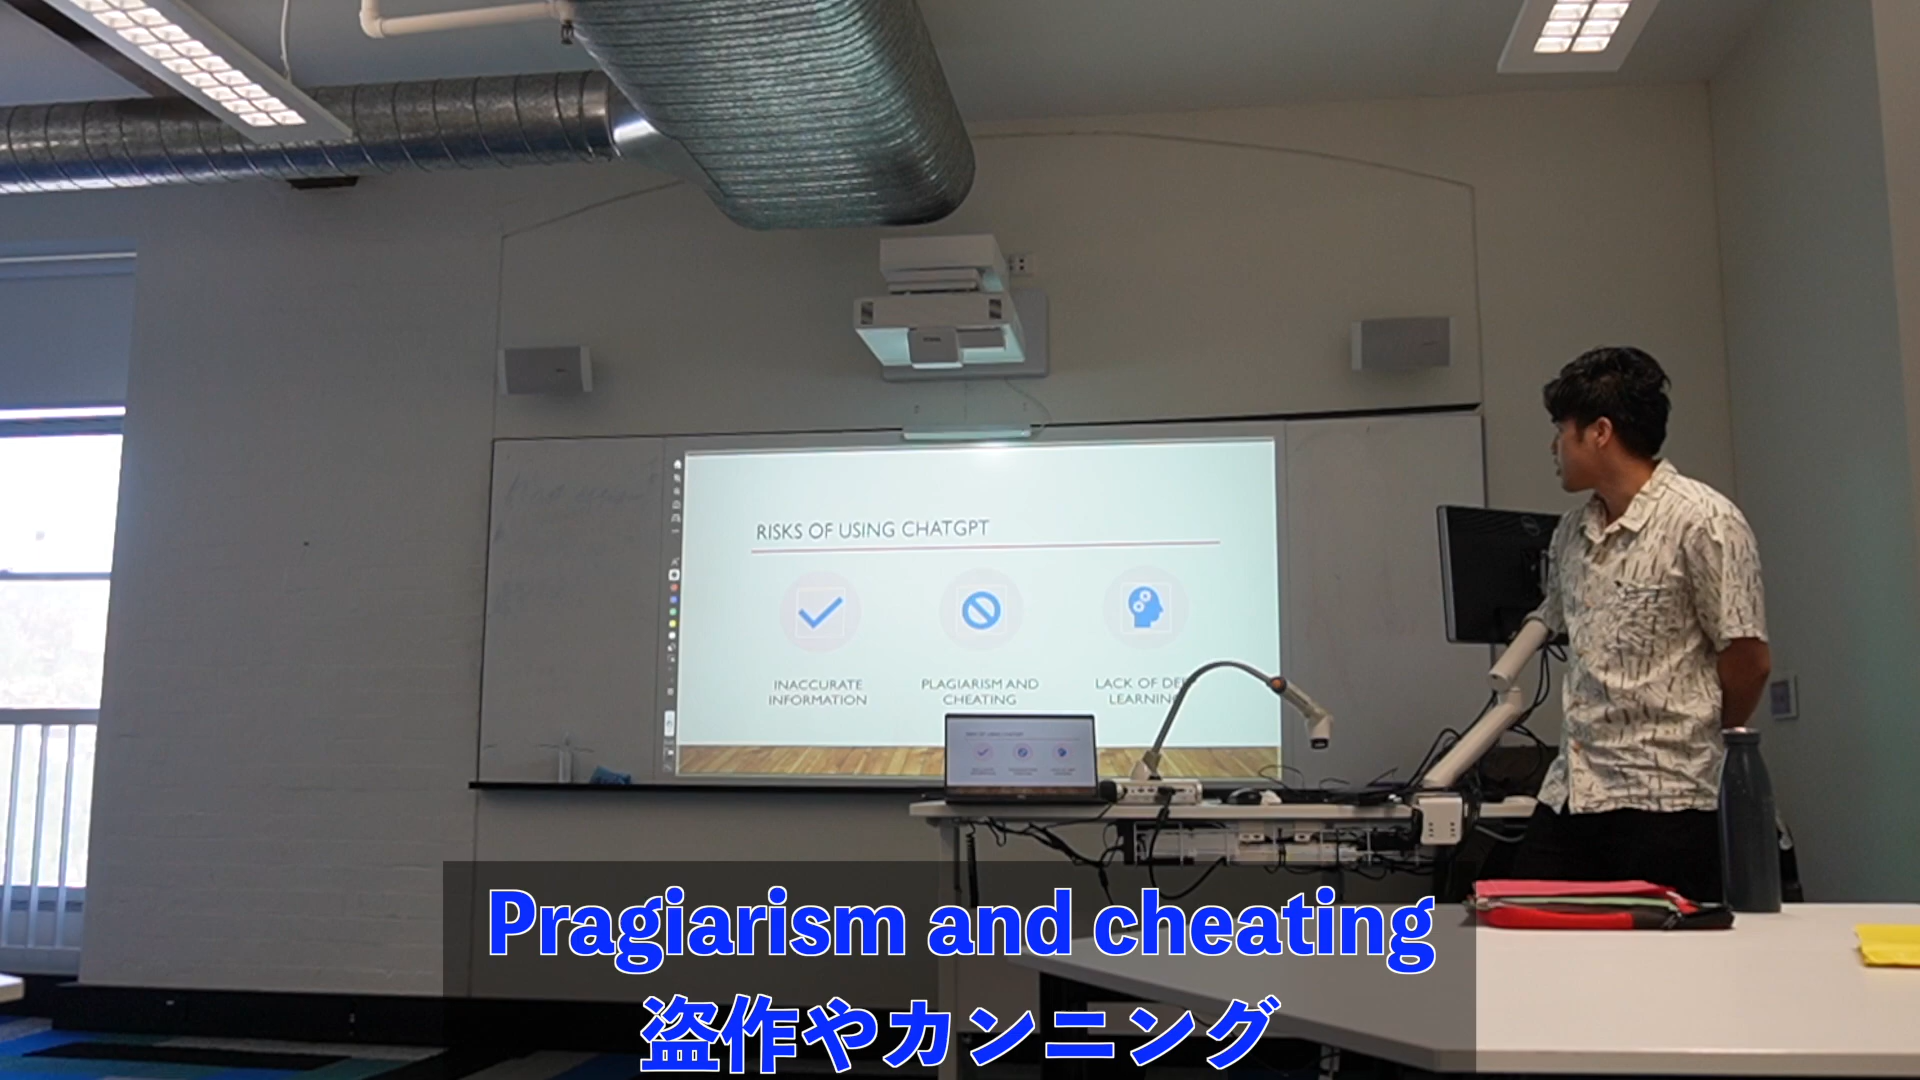 RISKS OF USING CHATGPT
INACCURATE
INFORMATION
PLAGIARISM AND
CHEATING
LACK OF
LEARNING
Pragiarism and cheating
盗作やカンニング